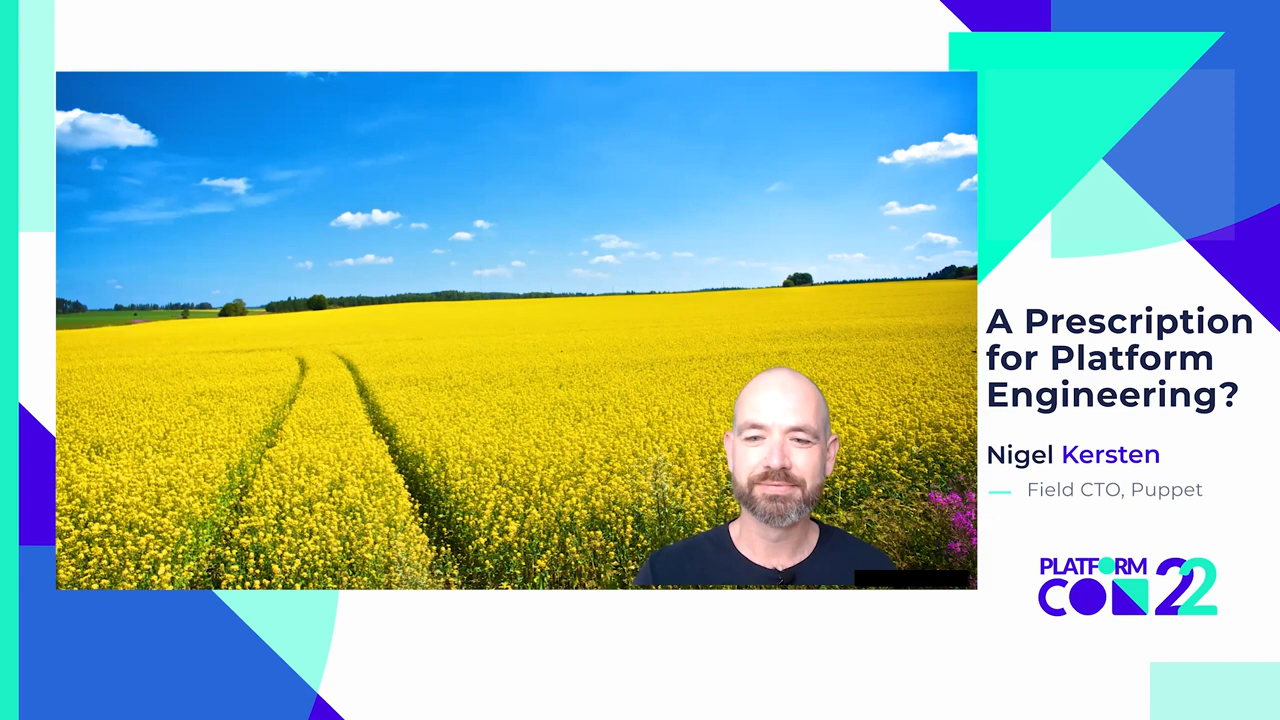 A Prescription
for Platform
Engineering?
Nigel Kersten
Field CTO, Puppet
PLATFORM
CON 22